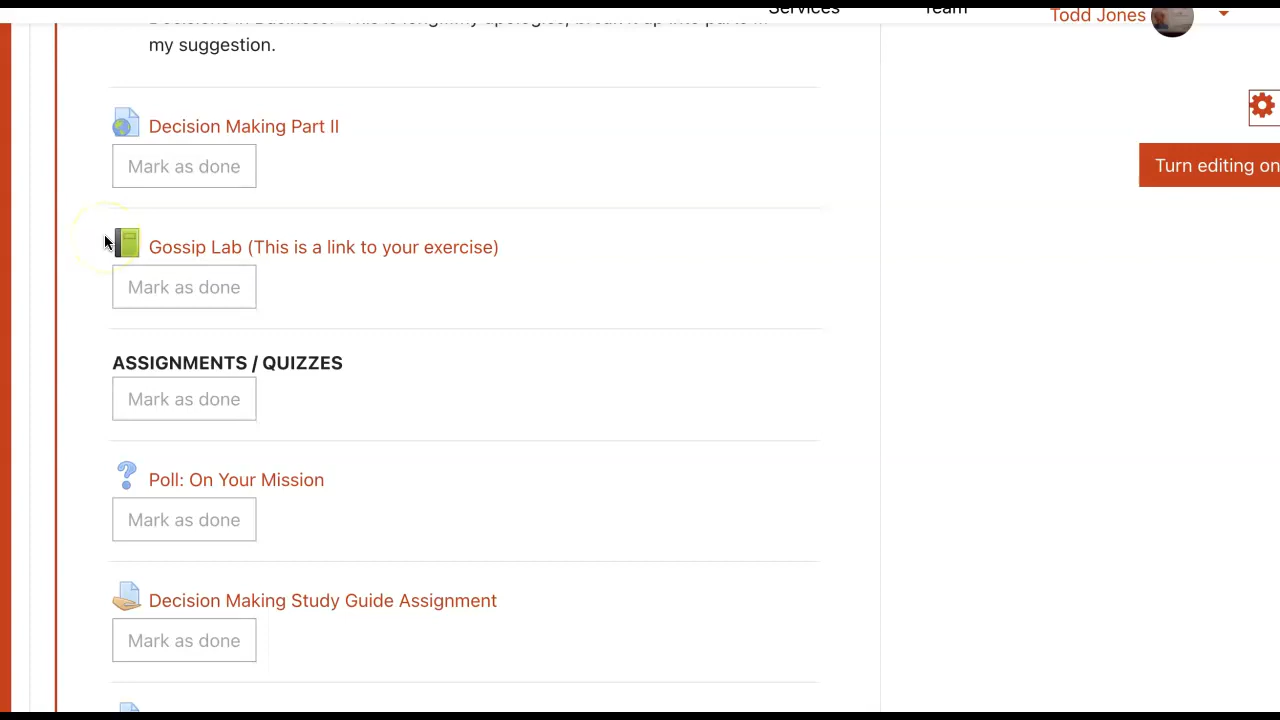 Services
Team
Todd Jones
my suggestion.
Decision Making Part II
Mark as done
Turn editing on
Gossip Lab (This is a link to your exercise)
Mark as done
ASSIGNMENTS / QUIZZES
Mark as done
Poll: On Your Mission
Mark as done
Decision Making Study Guide Assignment
Mark as done